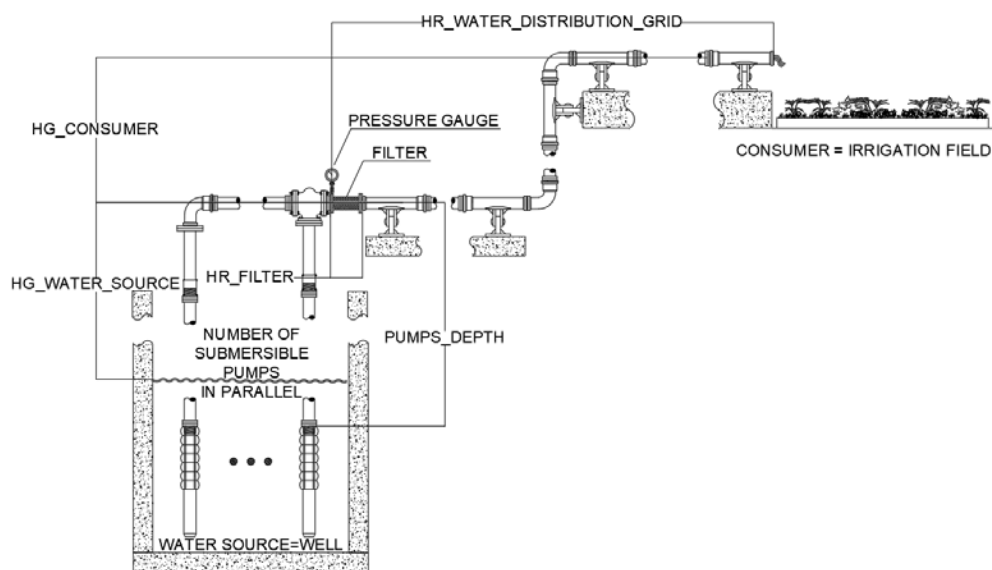 HR_WATER_DISTRIBUTION_GRID
HG_CONSUMER
PRESSURE GAUGE
FILTER
CONSUMER = IRRIGATION FIELD
HG_WATER_SOURCE
HR_FILTER
NUMBER OF
SUBMERSIBLE
PUMPS
IN PARALLEL
PUMPS_DEPTH
WATER SOURCE=WELL